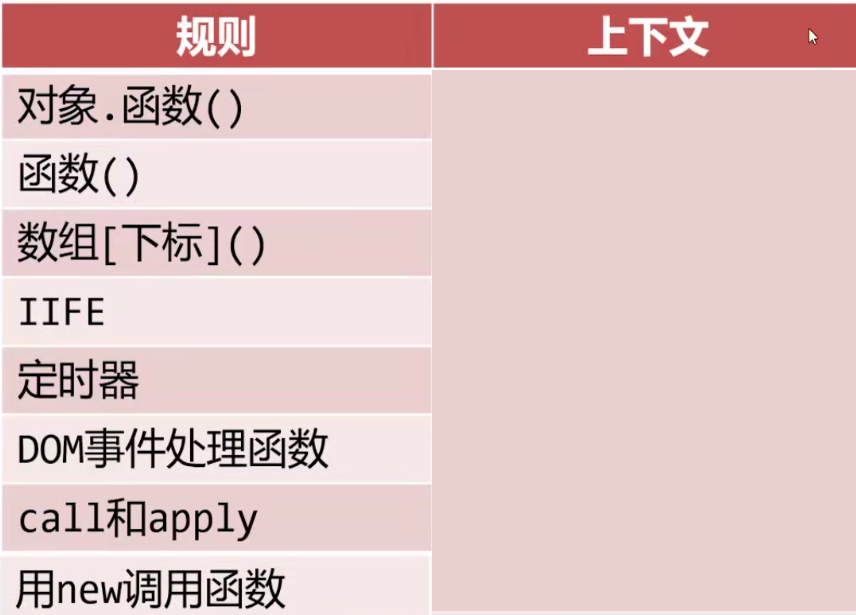 规则 上下文
对象.函数()
函数()
数组[下标]()
IIFE
定时器
DOM事件处理函数
call和apply
用new调用函数